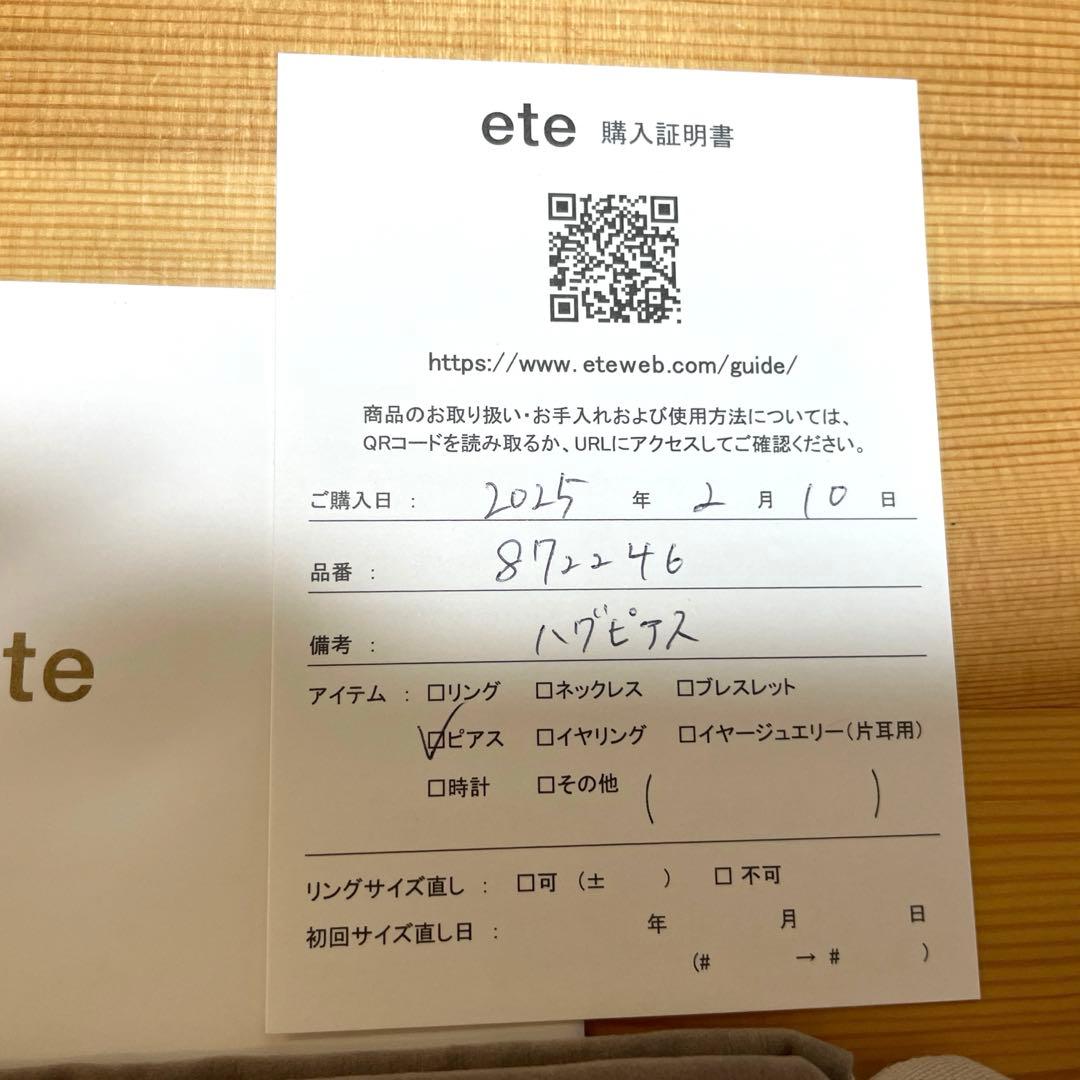 ete 購入証明書
https://www.eteweb.com/guide/
商品のお取り扱い・お手入れおよび使用方法については、
QRコードを読み取るか、URLにアクセスしてご確認ください。
ご購入日 : 2025 年 2 月 10 日
品番 : 872246
備考 : ハグピアス
アイテム : □リング □ネックレス □ブレスレット
☑ピアス □イヤリング □イヤージュエリー(片耳用)
□時計 □その他 ( )
リングサイズ直し : □可 (± ) □ 不可
初回サイズ直し日 : 年 月 日
(# → # )
te